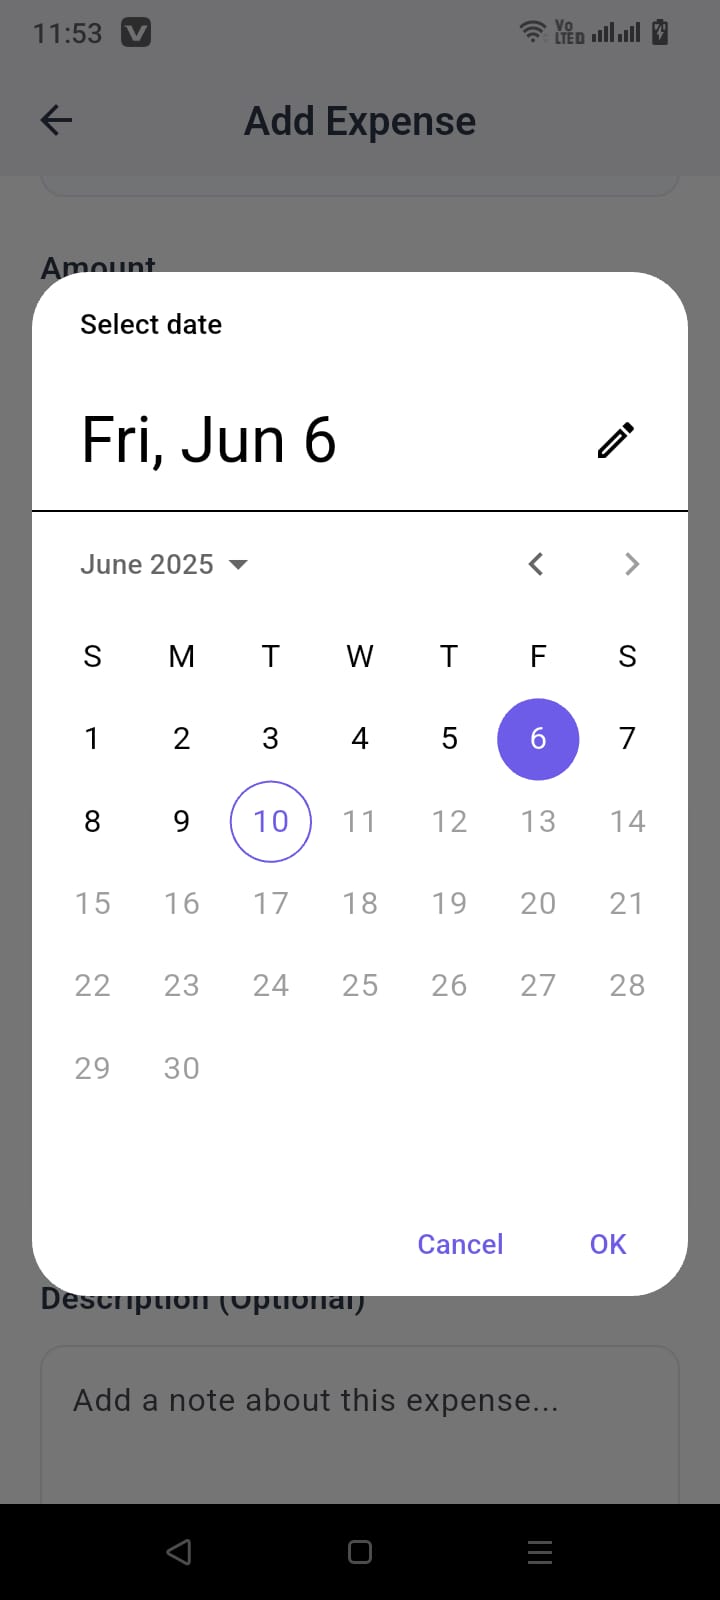 11:53
Vo
LTED
Add Expense
Amount
Select date
Fri, Jun 6
June 2025
S M T W T F S
1 2 3 4 5 6 7
8 9 10 11 12 13 14
15 16 17 18 19 20 21
22 23 24 25 26 27 28
29 30
Cancel OK
Description (Optional)
Add a note about this expense...